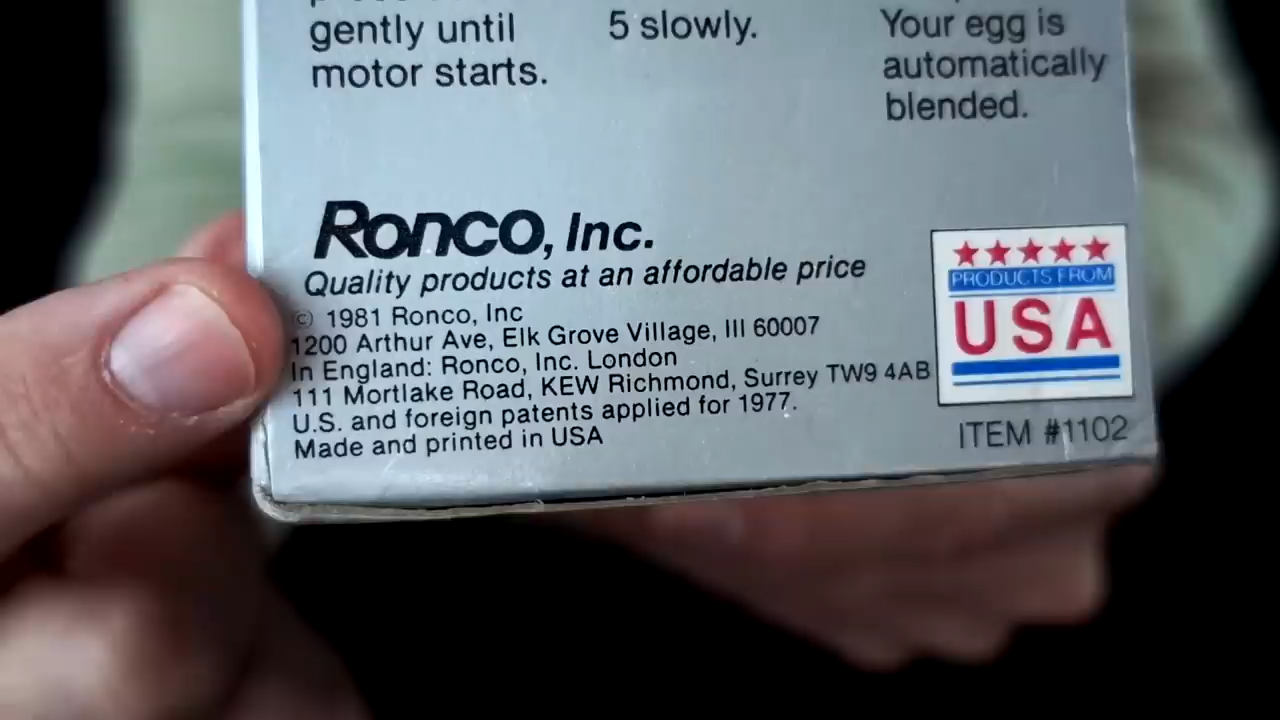 gently until
motor starts.
5 slowly.
Your egg is
automatically
blended.
Ronco, Inc.
Quality products at an affordable price
© 1981 Ronco, Inc
1200 Arthur Ave, Elk Grove Village, Ill 60007
In England: Ronco, Inc. London
111 Mortlake Road, KEW Richmond, Surrey TW9 4AB
U.S. and foreign patents applied for 1977.
Made and printed in USA
PRODUCTS FROM
USA
ITEM #1102